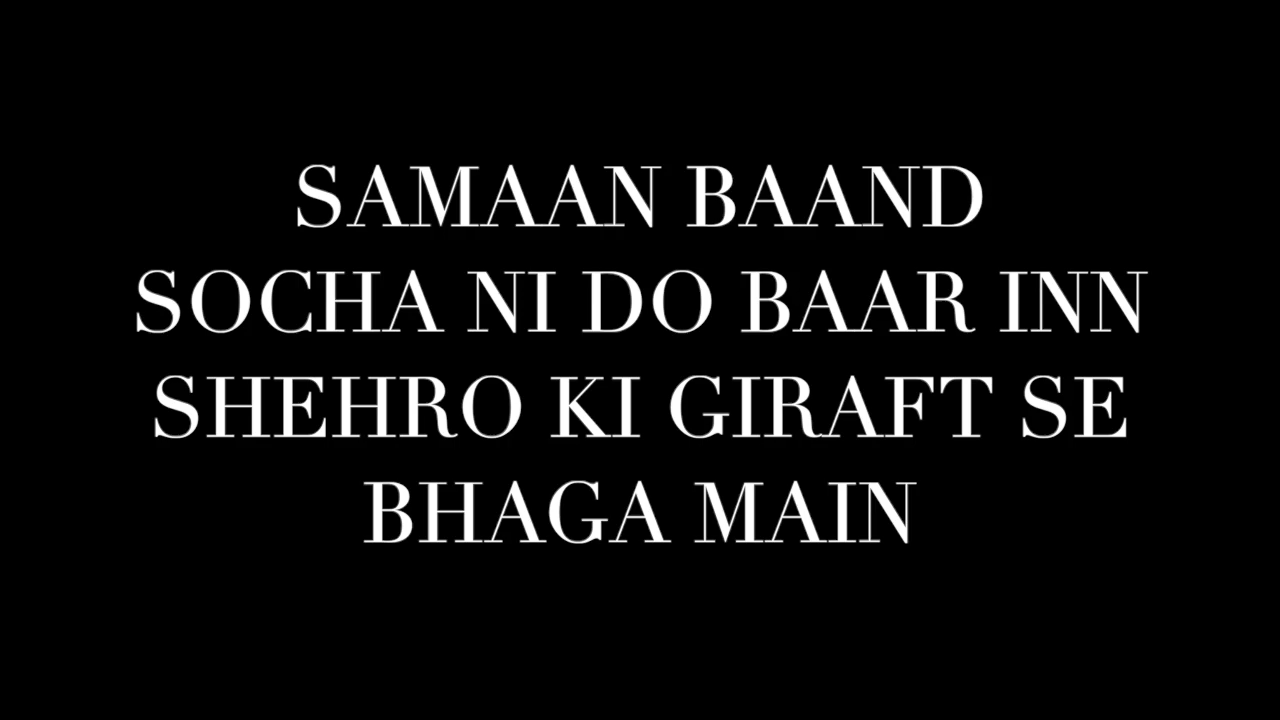 SAMAAN BAAND
SOCHA NI DO BAAR INN
SHEHRO KI GIRAFT SE
BHAGA MAIN